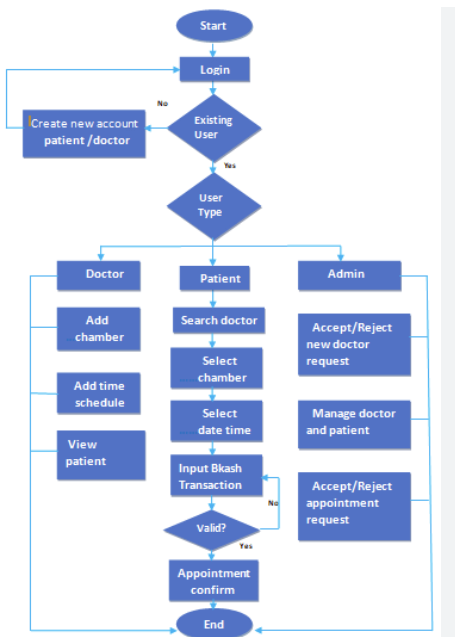 Start
Login
No
Existing
User
Create new account
patient /doctor
Yes
User
Type
Doctor
Patient
Admin
Add
chamber
Search doctor
Accept/Reject
new doctor
request
Select
chamber
Add time
schedule
Select
date time
Manage doctor
and patient
View
patient
Input Bkash
Transaction
Accept/Reject
appointment
request
No
Valid?
Yes
Appointment
confirm
End